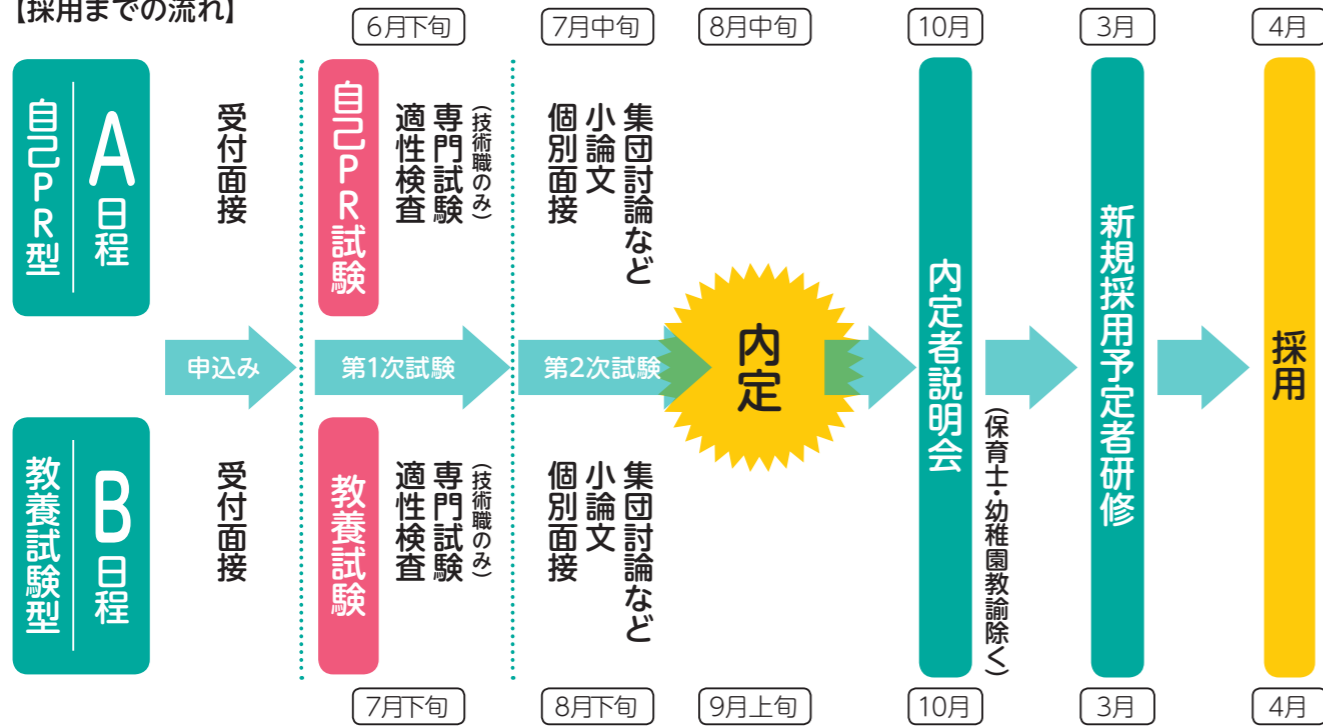 【採用までの流れ】
6月下旬
7月中旬
8月中旬
10月
3月
4月
A日程
自己PR型
受付面接
自己PR試験
(技術職のみ)
専門試験
適性検査
集団討論など
小論文
個別面接
申込み
第1次試験
第2次試験
内定
内定者説明会
(保育士・幼稚園教諭除く)
新規採用予定者研修
採用
B日程
教養試験型
受付面接
教養試験
(技術職のみ)
専門試験
適性検査
集団討論など
小論文
個別面接
7月下旬
8月下旬
9月上旬
10月
3月
4月